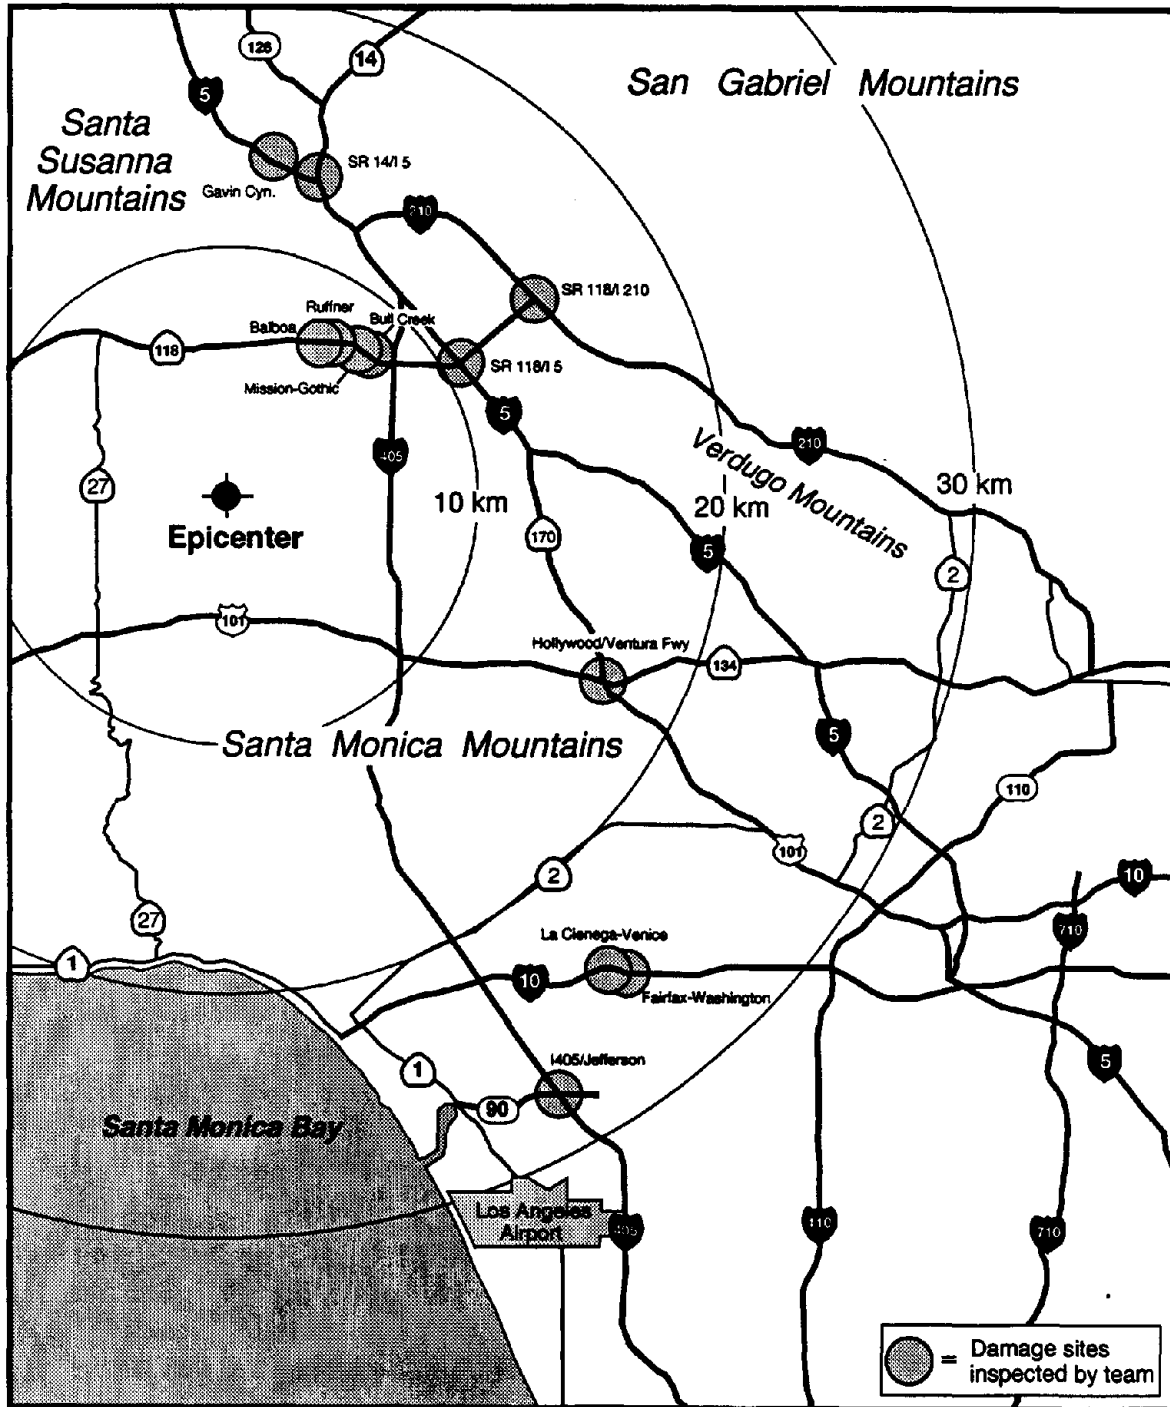 126
14
5
San Gabriel Mountains
Santa
Susanna
Mountains
SR 14/I 5
Gavin Cyn.
210
SR 118/I 210
Ruffner
Bull Creek
Balboa
118
SR 118/I 5
Mission-Gothic
5
210
Verdugo Mountains
405
27
10 km
20 km
30 km
Epicenter
170
5
2
101
Hollywood/Ventura Fwy
134
Santa Monica Mountains
5
110
2
101
2
10
27
710
La Cienega-Venice
1
10
Fairfax-Washington
I405/Jefferson
1
5
90
Santa Monica Bay
Los Angeles
Airport
405
110
710
= Damage sites
inspected by team